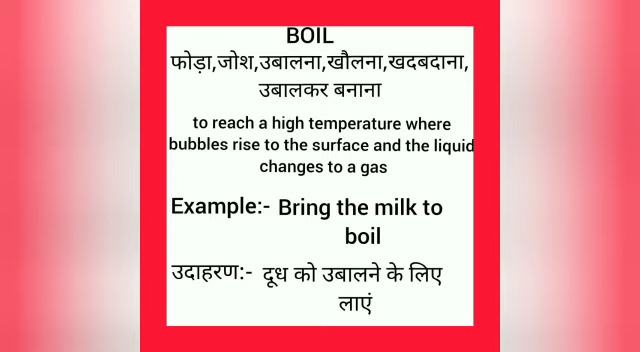 BOIL
फोड़ा,जोश,उबालना,खौलना,खदबदाना,
उबालकर बनाना
to reach a high temperature where
bubbles rise to the surface and the liquid
changes to a gas
Example:- Bring the milk to
boil
उदाहरण:- दूध को उबालने के लिए
लाएं